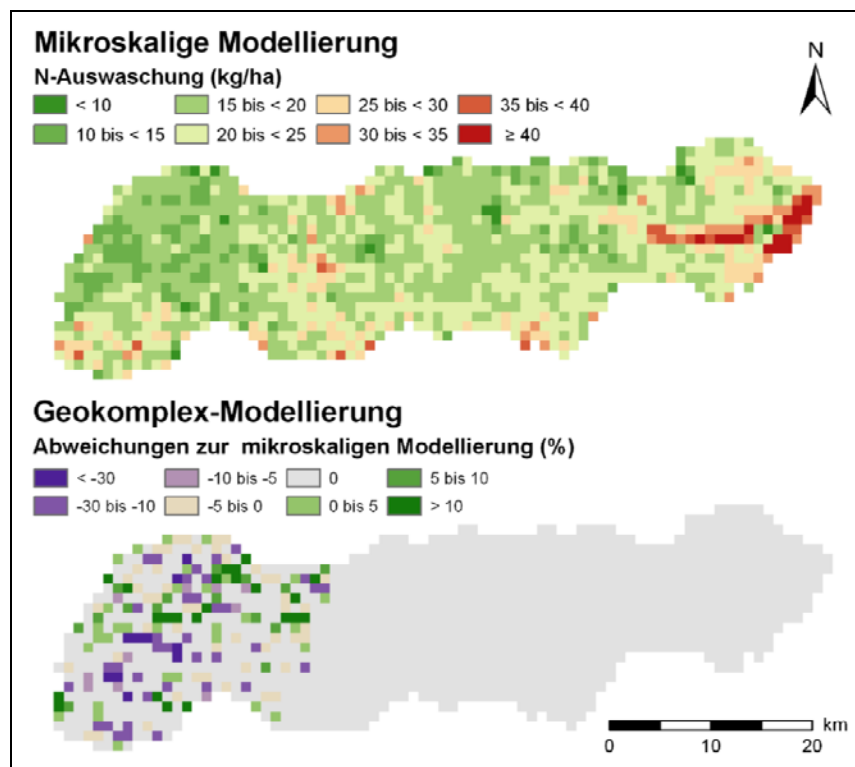 Mikroskalige Modellierung
N-Auswaschung (kg/ha)
< 10
15 bis < 20
25 bis < 30
35 bis < 40
10 bis < 15
20 bis < 25
30 bis < 35
≥ 40
N
Geokomplex-Modellierung
Abweichungen zur mikroskaligen Modellierung (%)
< -30
-10 bis -5
0
5 bis 10
-30 bis -10
-5 bis 0
0 bis 5
> 10
km
0 10 20